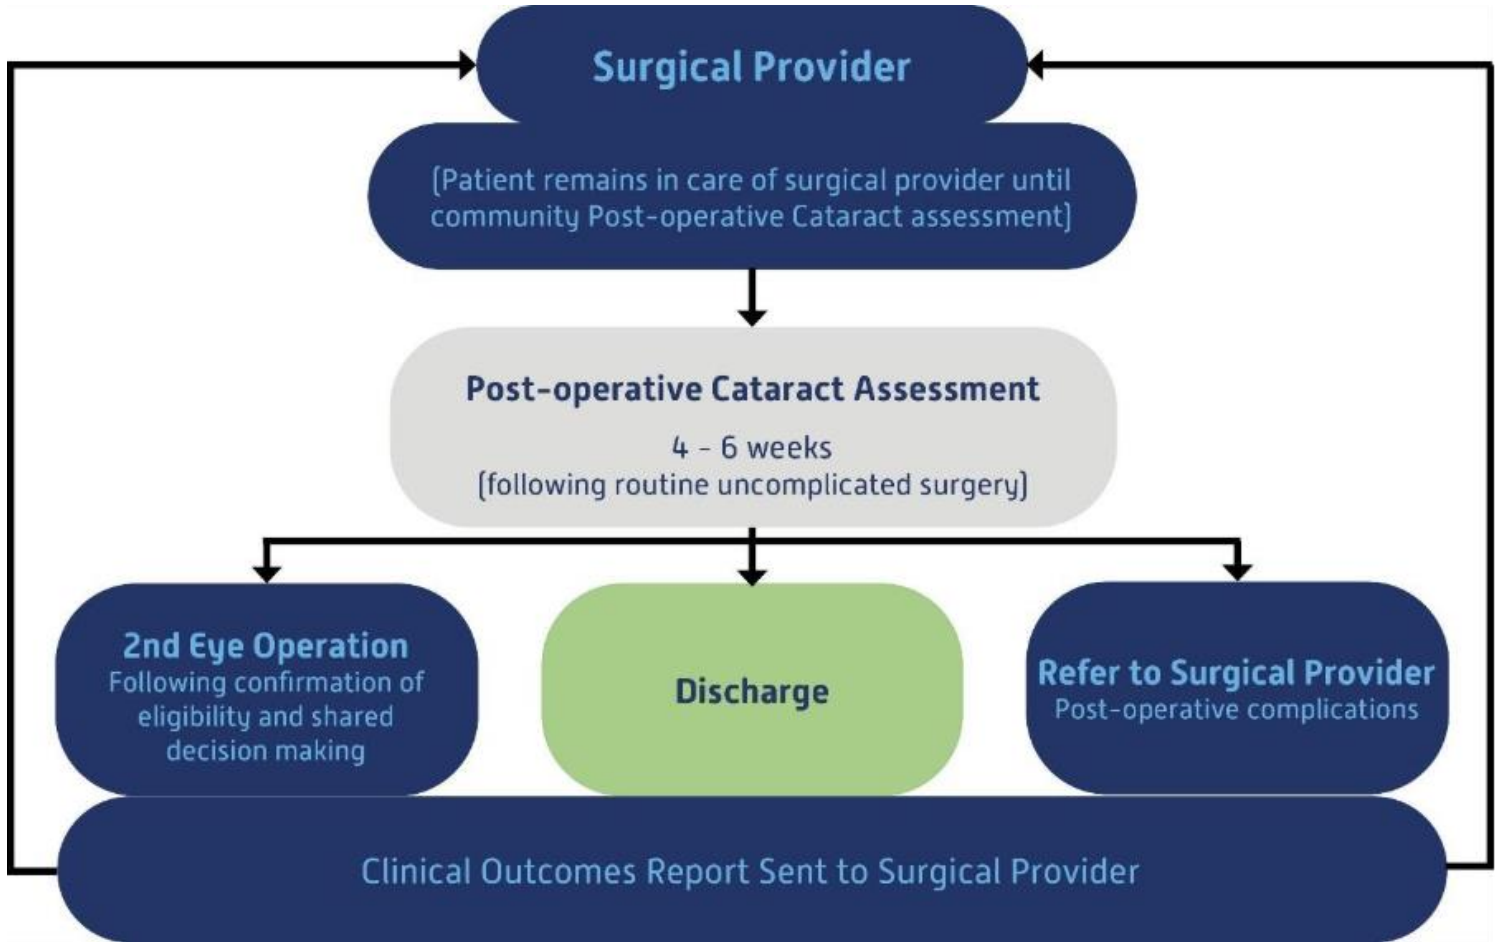 Surgical Provider
(Patient remains in care of surgical provider until
community Post-operative Cataract assessment)
Post-operative Cataract Assessment
4 - 6 weeks
(following routine uncomplicated surgery)
2nd Eye Operation
Following confirmation of
eligibility and shared
decision making
Discharge
Refer to Surgical Provider
Post-operative complications
Clinical Outcomes Report Sent to Surgical Provider